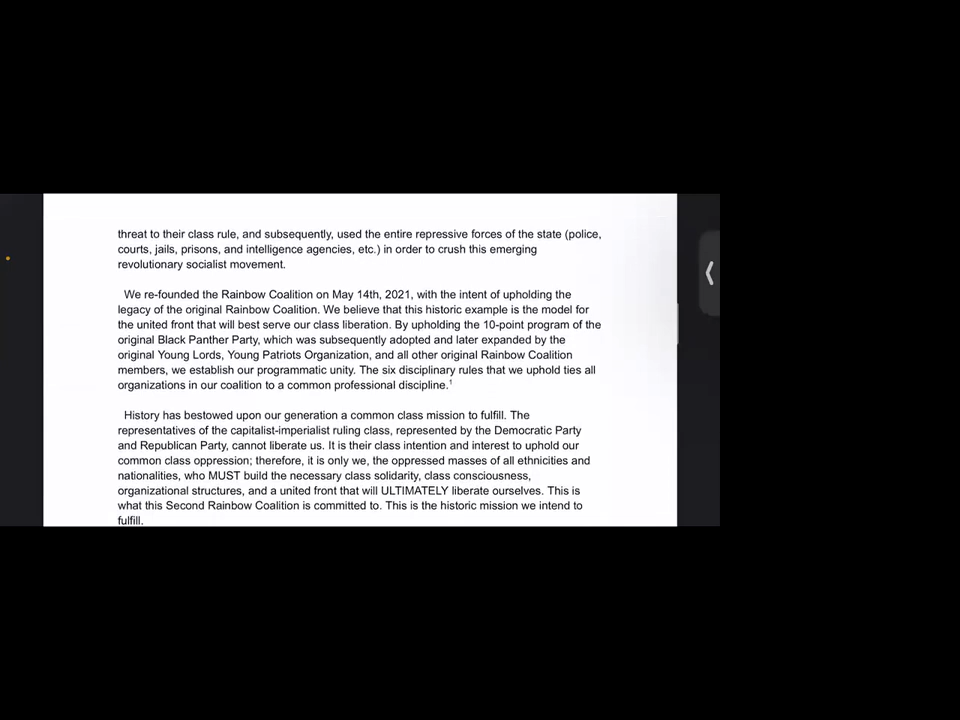 threat to their class rule, and subsequently, used the entire repressive forces of the state (police,
courts, jails, prisons, and intelligence agencies, etc.) in order to crush this emerging
revolutionary socialist movement.
We re-founded the Rainbow Coalition on May 14th, 2021, with the intent of upholding the
legacy of the original Rainbow Coalition. We believe that this historic example is the model for
the united front that will best serve our class liberation. By upholding the 10-point program of the
original Black Panther Party, which was subsequently adopted and later expanded by the
original Young Lords, Young Patriots Organization, and all other original Rainbow Coalition
members, we establish our programmatic unity. The six disciplinary rules that we uphold ties all
organizations in our coalition to a common professional discipline.¹
History has bestowed upon our generation a common class mission to fulfill. The
representatives of the capitalist-imperialist ruling class, represented by the Democratic Party
and Republican Party, cannot liberate us. It is their class intention and interest to uphold our
common class oppression; therefore, it is only we, the oppressed masses of all ethnicities and
nationalities, who MUST build the necessary class solidarity, class consciousness,
organizational structures, and a united front that will ULTIMATELY liberate ourselves. This is
what this Second Rainbow Coalition is committed to. This is the historic mission we intend to
fulfill.